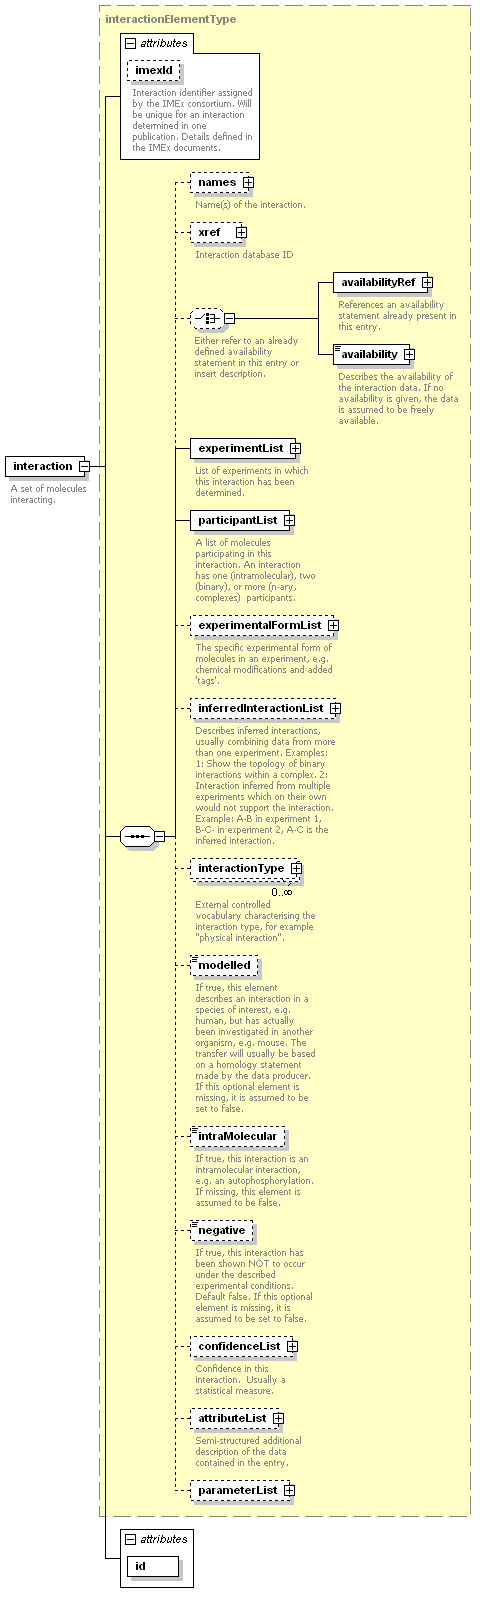 interactionElementType
attributes
imexId
Interaction identifier assigned
by the IMEx consortium. Will
be unique for an interaction
determined in one
publication. Details defined in
the IMEx documents.
names
Name(s) of the interaction.
xref
Interaction database ID
Either refer to an already
defined availability
statement in this entry or
insert description.
availabilityRef
References an availability
statement already present in
this entry.
availability
Describes the availability of
the interaction data. If no
availability is given, the data
is assumed to be freely
available.
interaction
A set of molecules
interacting.
experimentList
List of experiments in which
this interaction has been
determined.
participantList
A list of molecules
participating in this
interaction. An interaction
has one (intramolecular), two
(binary), or more (n-ary,
complexes)  participants.
experimentalFormList
The specific experimental form of
molecules in an experiment, e.g.
chemical modifications and added
'tags'.
inferredInteractionList
Describes inferred interactions,
usually combining data from more
than one experiment. Examples:
1: Show the topology of binary
interactions within a complex. 2:
Interaction inferred from multiple
experiments which on their own
would not support the interaction.
Example: A-B in experiment 1,
B-C- in experiment 2, A-C is the
inferred interaction.
interactionType
0..∞
External controlled
vocabulary characterising the
interaction type, for example
"physical interaction".
modelled
If true, this element
describes an interaction in a
species of interest, e.g.
human, but has actually
been investigated in another
organism, e.g. mouse. The
transfer will usually be based
on a homology statement
made by the data producer.
If this optional element is
missing, it is assumed to be
set to false.
intraMolecular
If true, this interaction is an
intramolecular interaction,
e.g. an autophosphorylation.
If missing, this element is
assumed to be false.
negative
If true, this interaction has
been shown NOT to occur
under the described
experimental conditions.
Default false. If this optional
element is missing, it is
assumed to be set to false.
confidenceList
Confidence in this
interaction.  Usually a
statistical measure.
attributeList
Semi-structured additional
description of the data
contained in the entry.
parameterList
attributes
id